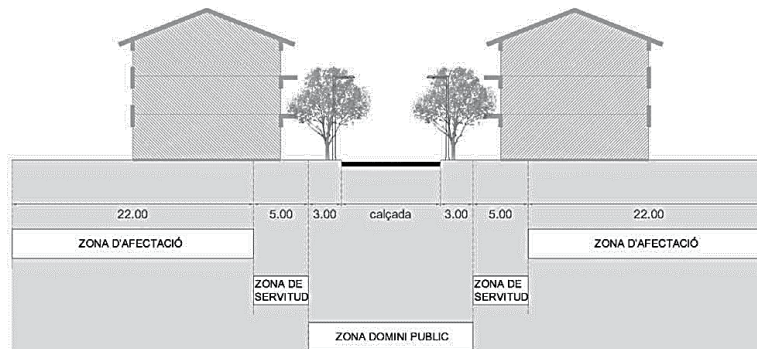 22.00 5.00 3.00 calçada 3.00 5.00 22.00
ZONA D'AFECTACIÓ ZONA D'AFECTACIÓ
ZONA DE
SERVITUD
ZONA DE
SERVITUD
ZONA DOMINI PUBLIC